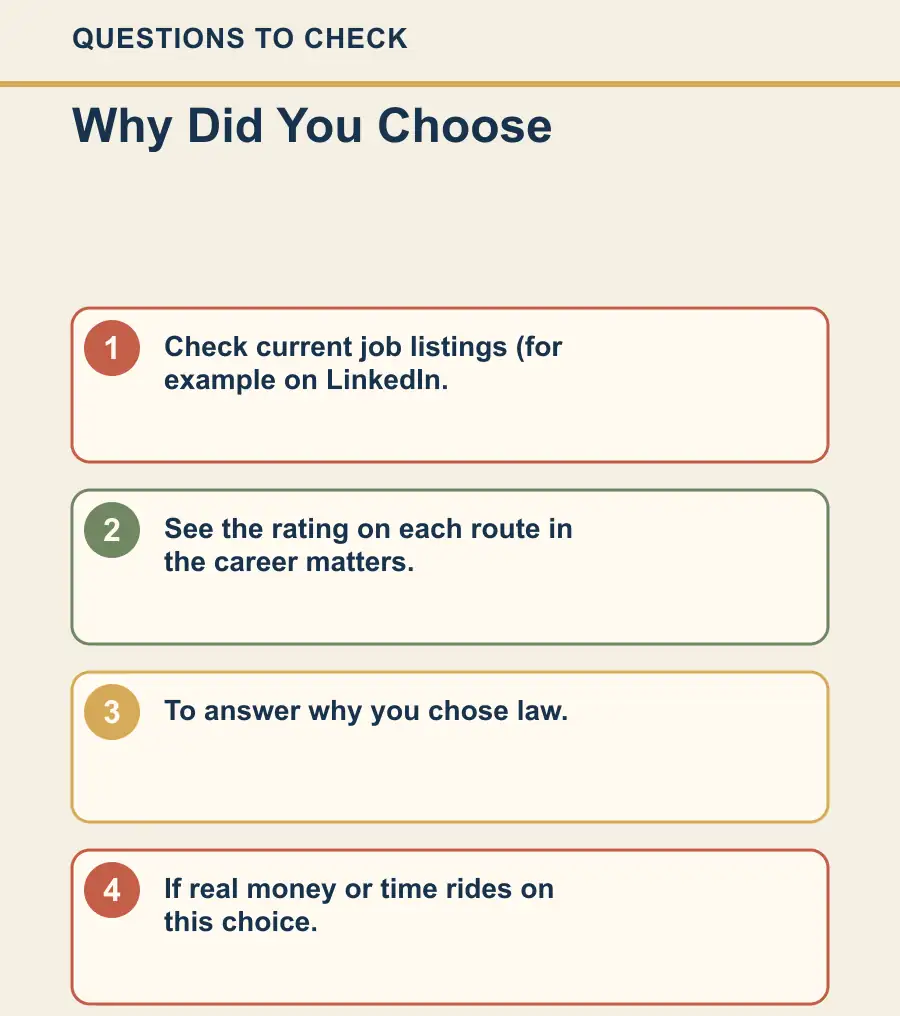 QUESTIONS TO CHECK
Why Did You Choose
1
Check current job listings (for
example on LinkedIn.
2
See the rating on each route in
the career matters.
3
To answer why you chose law.
4
If real money or time rides on
this choice.